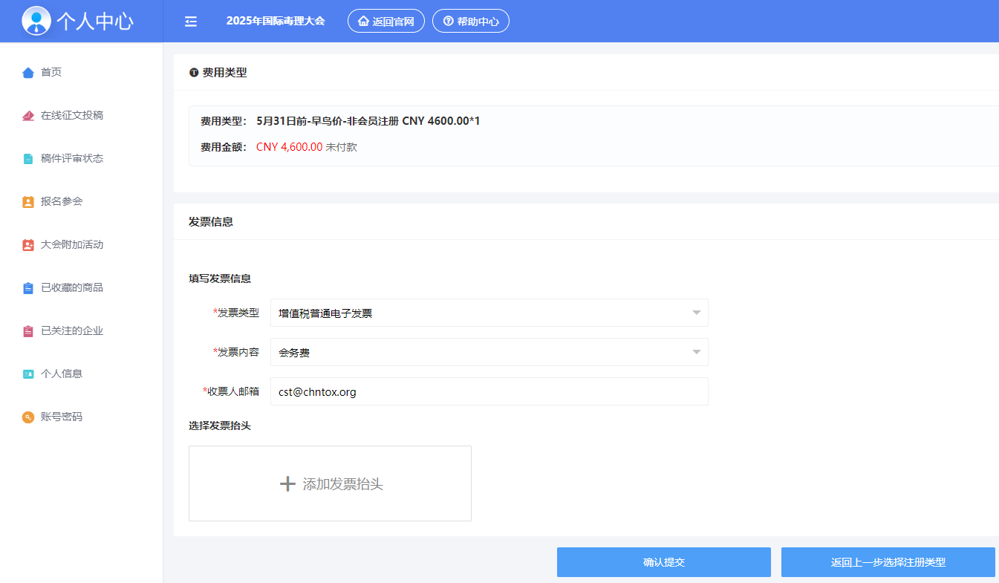 个人中心
2025年国际毒理大会
返回官网
帮助中心
首页
在线征文投稿
稿件评审状态
报名参会
大会附加活动
已收藏的商品
已关注的企业
个人信息
账号密码
费用类型
费用类型： 5月31日前-早鸟价-非会员注册 CNY 4600.00*1
费用金额： CNY 4,600.00 未付款
发票信息
填写发票信息
*发票类型 增值税普通电子发票
*发票内容 会务费
*收票人邮箱 cst@chntox.org
选择发票抬头
添加发票抬头
确认提交
返回上一步选择注册类型